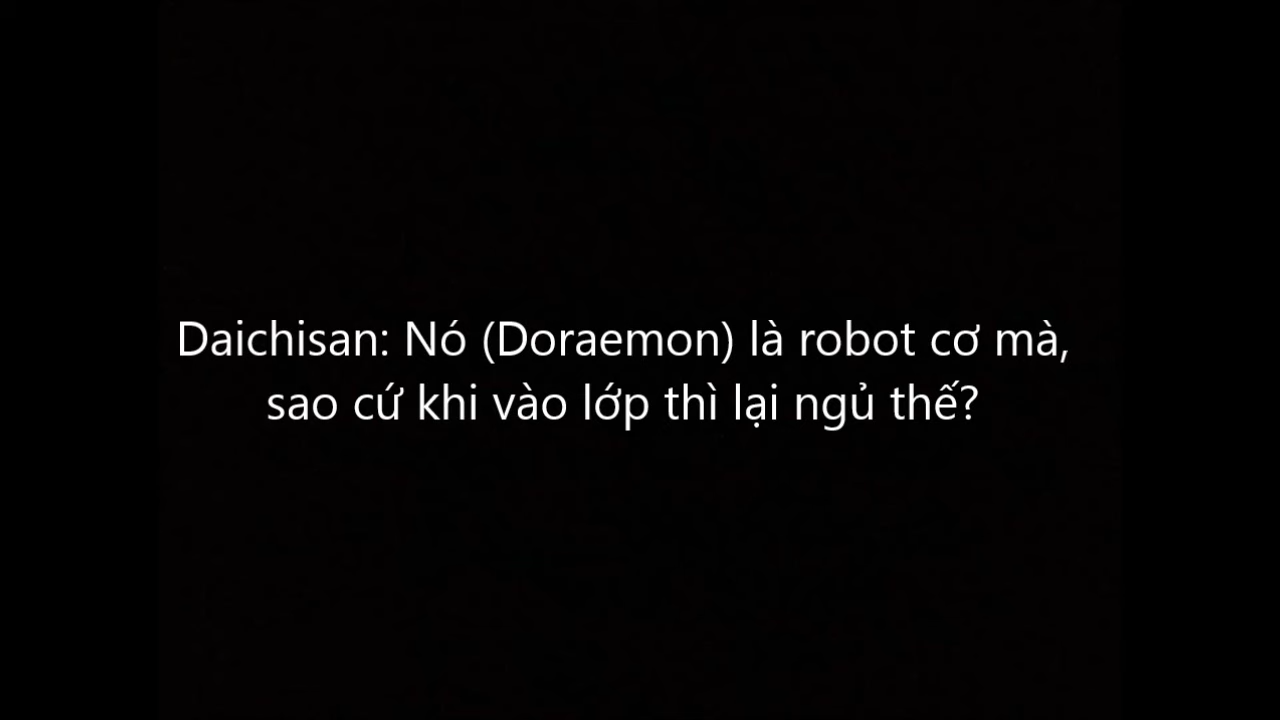 Daichisan: Nó (Doraemon) là robot cơ mà,
sao cứ khi vào lớp thì lại ngủ thế?